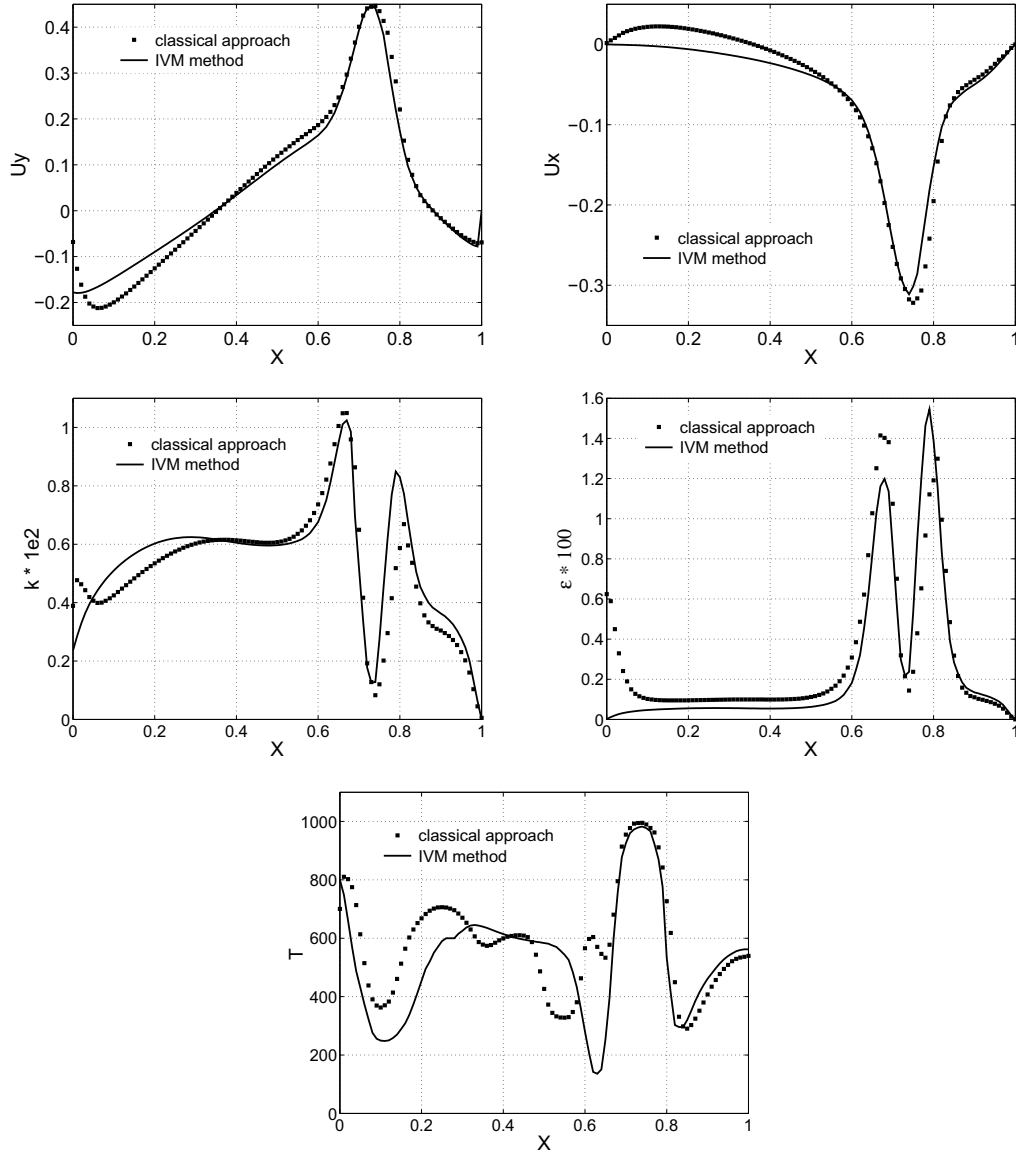 0.4
0.3
0.2
0.1
0
−0.1
−0.2
Uy
classical approach
IVM method
0 0.2 0.4 0.6 0.8 1
X
0
−0.1
−0.2
−0.3
Ux
classical approach
IVM method
0 0.2 0.4 0.6 0.8 1
X
1
0.8
0.6
0.4
0.2
0
k * 1e2
classical approach
IVM method
0 0.2 0.4 0.6 0.8 1
X
1.6
1.4
1.2
1
0.8
0.6
0.4
0.2
0
ε * 100
classical approach
IVM method
0 0.2 0.4 0.6 0.8 1
X
1000
800
600
400
200
0
T
classical approach
IVM method
0 0.2 0.4 0.6 0.8 1
X